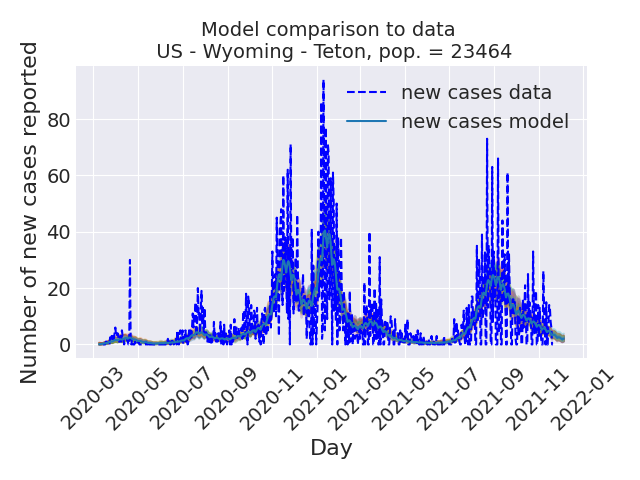 Model comparison to data
US - Wyoming - Teton, pop. = 23464
Number of new cases reported
80
60
40
20
0
new cases data
new cases model
2020-03
2020-05
2020-07
2020-09
2020-11
2021-01
2021-03
2021-05
2021-07
2021-09
2021-11
2022-01
Day